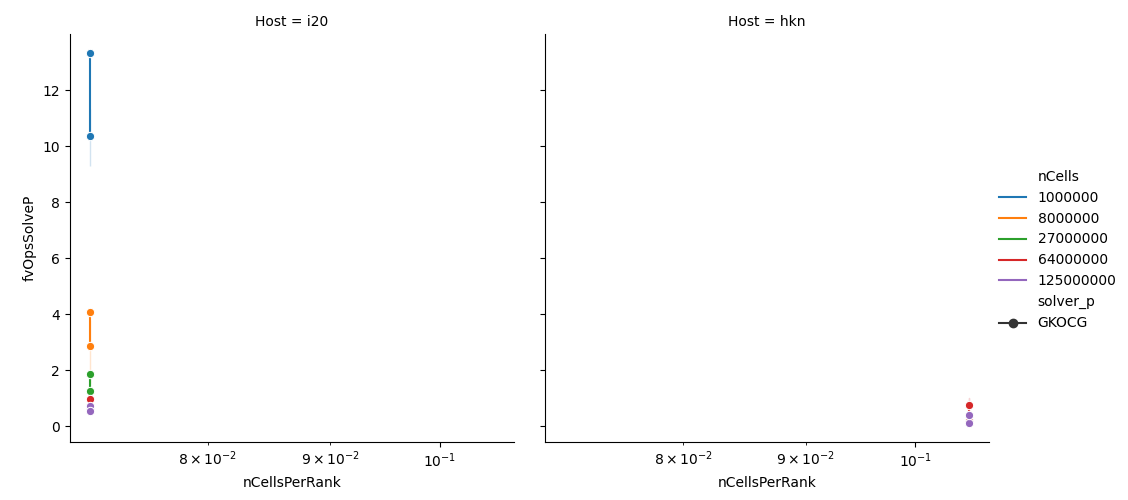 Host = i20
Host = hkn
fvOpsSolveP
12
10
8
6
4
2
0
8 × 10⁻²
9 × 10⁻²
10⁻¹
nCellsPerRank
8 × 10⁻²
9 × 10⁻²
10⁻¹
nCellsPerRank
nCells
1000000
8000000
27000000
64000000
125000000
solver_p
GKOCG